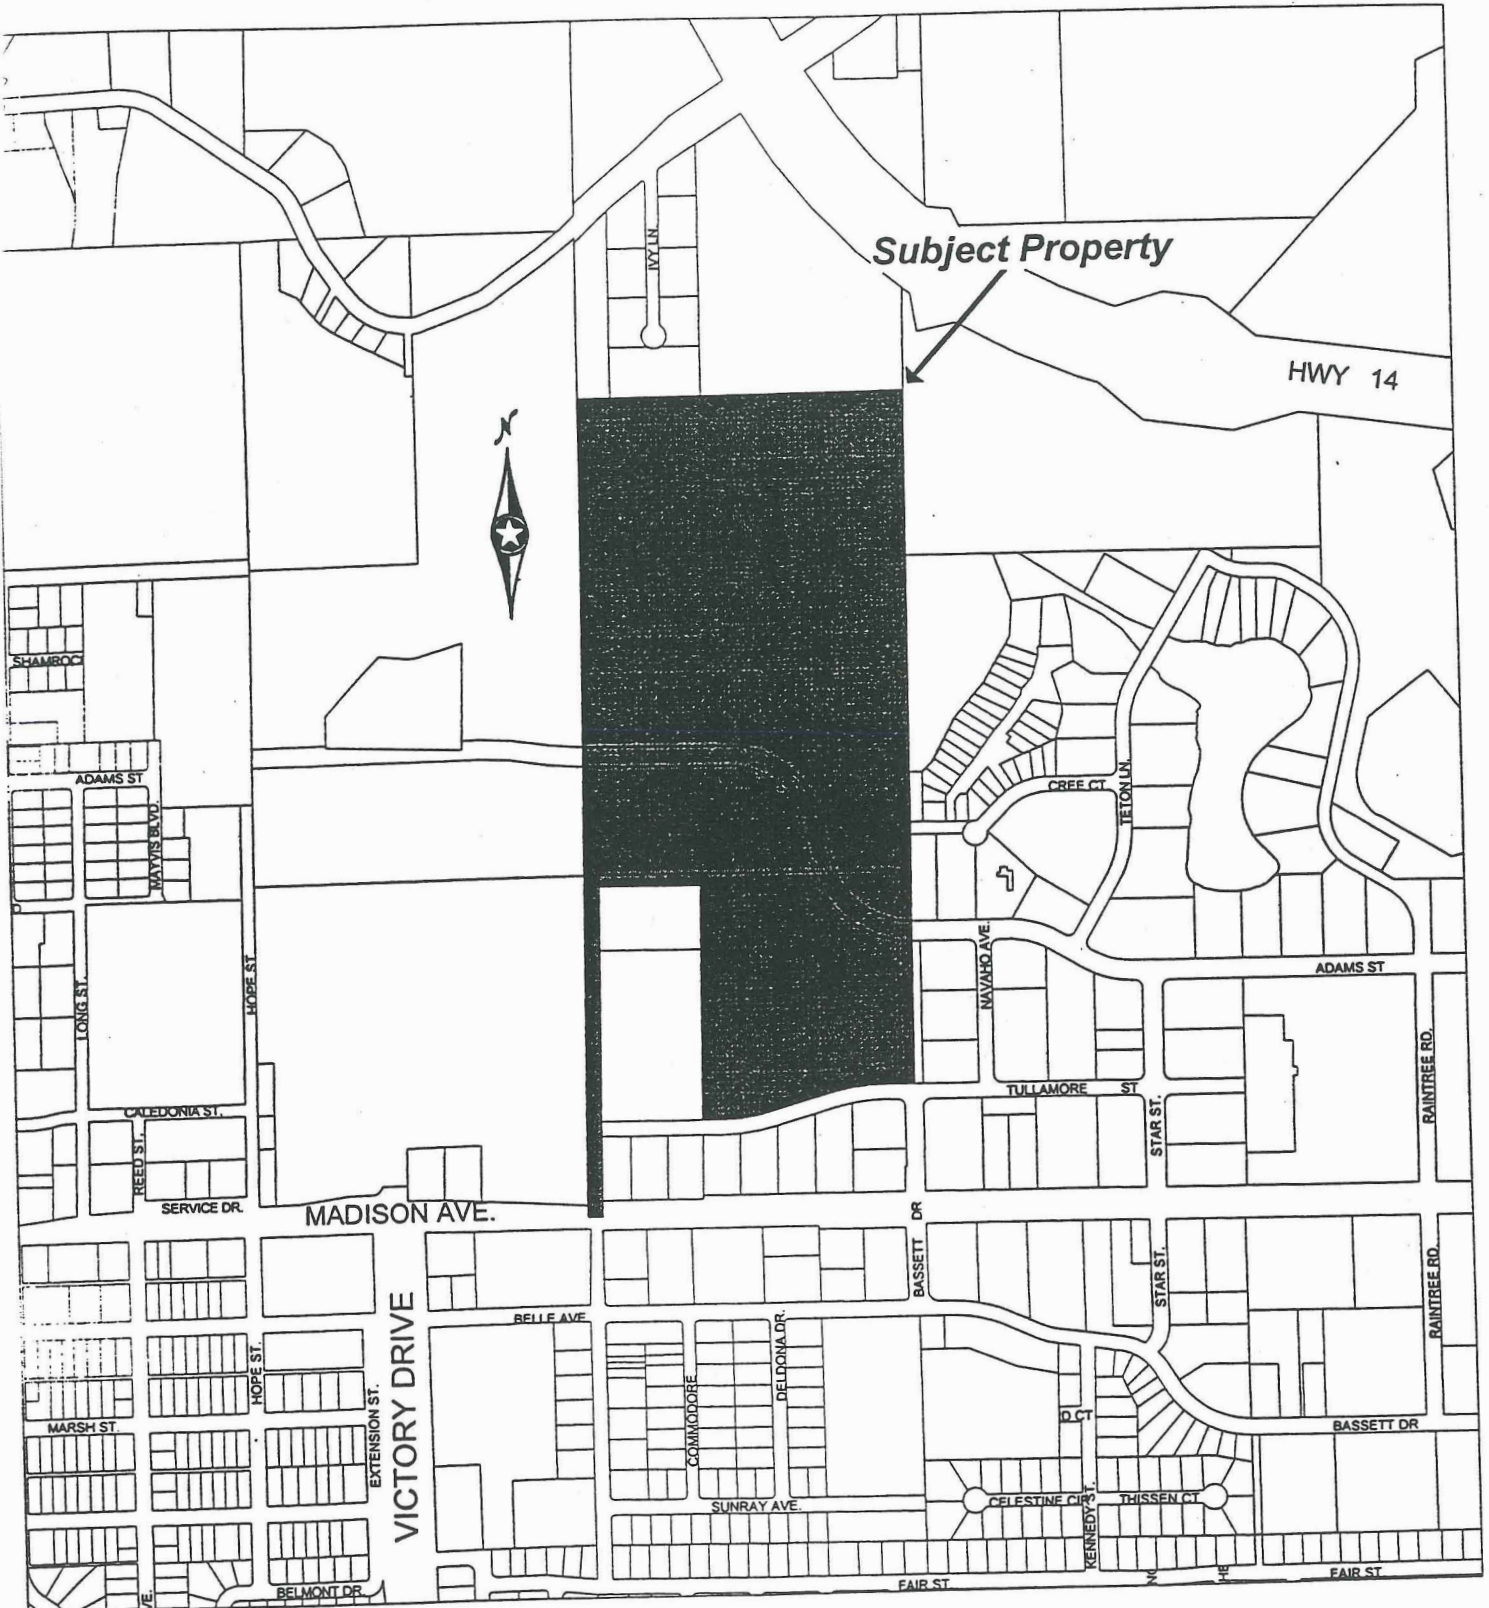 IVY LN.
Subject Property
HWY 14
N
SHAMROCK
ADAMS ST
MAYVIS BLVD.
CREE CT
TETON LN.
NAVAHO AVE.
ADAMS ST
LONG ST.
HOPE ST.
RAINTREE RD.
TULLAMORE ST
STAR ST.
CALEDONIA ST.
REED ST.
SERVICE DR.
MADISON AVE.
BASSETT DR
STAR ST.
RAINTREE RD.
BELLE AVE
VICTORY DRIVE
HOPE ST.
EXTENSION ST.
DELDONA DR.
COMMODORE
D CT
MARSH ST.
BASSETT DR
SUNRAY AVE.
CELESTINE CIR
THISSEN CT
KENNEDY ST.
BELMONT DR.
VE.
FAIR ST.
FAIR ST.